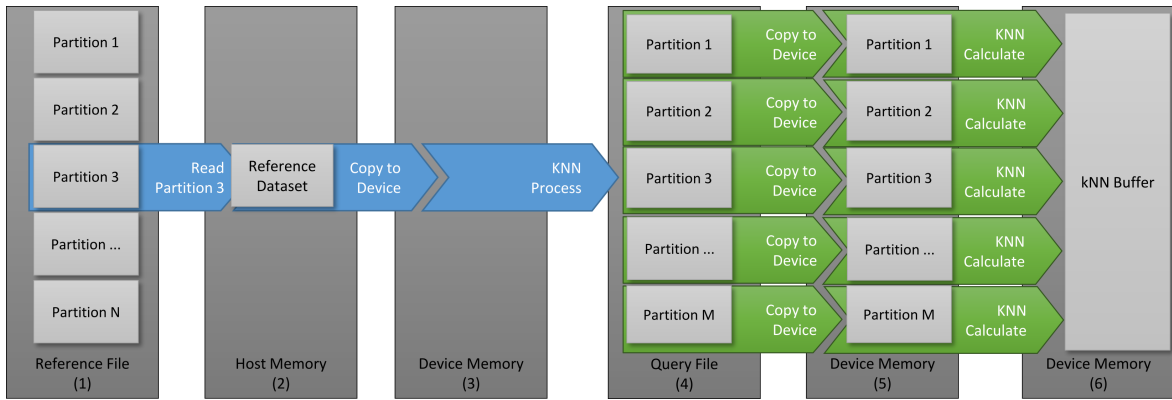 Partition 1
Partition 2
Partition 3
Partition ...
Partition N
Reference File
(1)
Read
Partition 3
Reference
Dataset
Host Memory
(2)
Copy to
Device
Device Memory
(3)
KNN
Process
Partition 1
Partition 2
Partition 3
Partition ...
Partition M
Query File
(4)
Copy to
Device
Copy to
Device
Copy to
Device
Copy to
Device
Copy to
Device
Partition 1
Partition 2
Partition 3
Partition ...
Partition M
Device Memory
(5)
KNN
Calculate
KNN
Calculate
KNN
Calculate
KNN
Calculate
KNN
Calculate
kNN Buffer
Device Memory
(6)